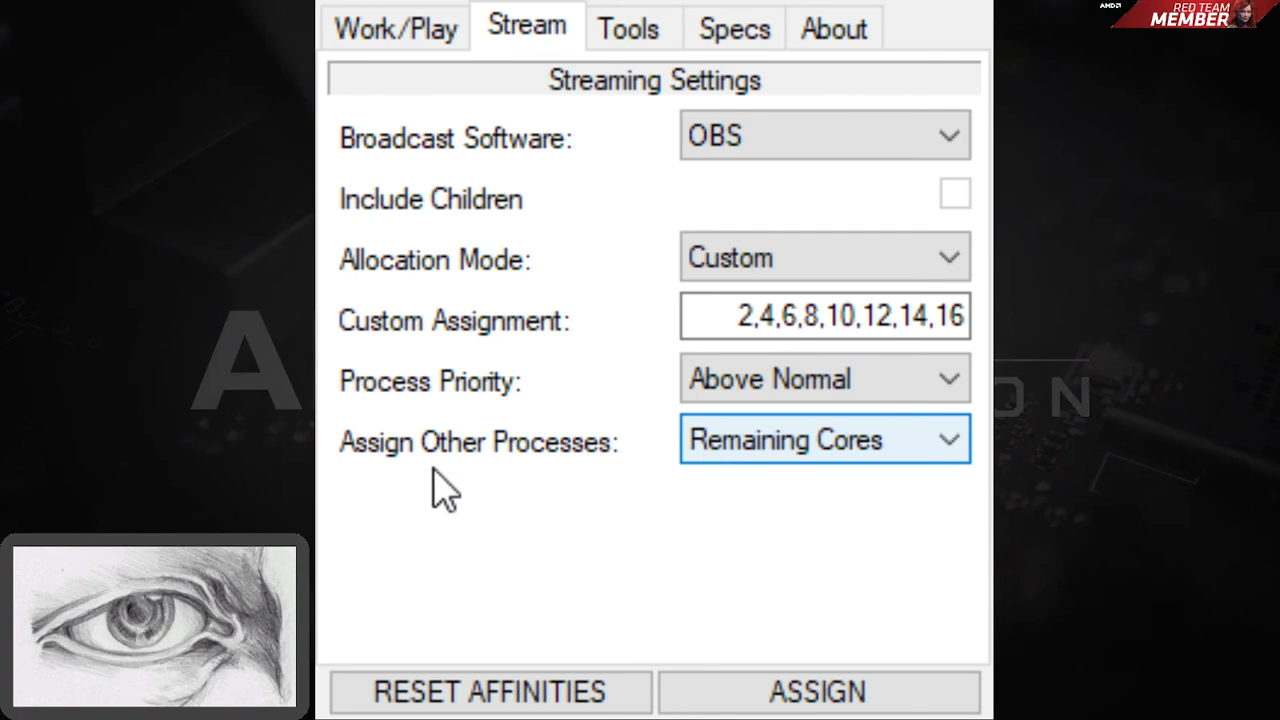 AMD
RED TEAM
MEMBER
Work/Play
Stream
Tools
Specs
About
Streaming Settings
Broadcast Software:
OBS
Include Children
Allocation Mode:
Custom
Custom Assignment:
2,4,6,8,10,12,14,16
Process Priority:
Above Normal
Assign Other Processes:
Remaining Cores
A
ON
RESET AFFINITIES
ASSIGN